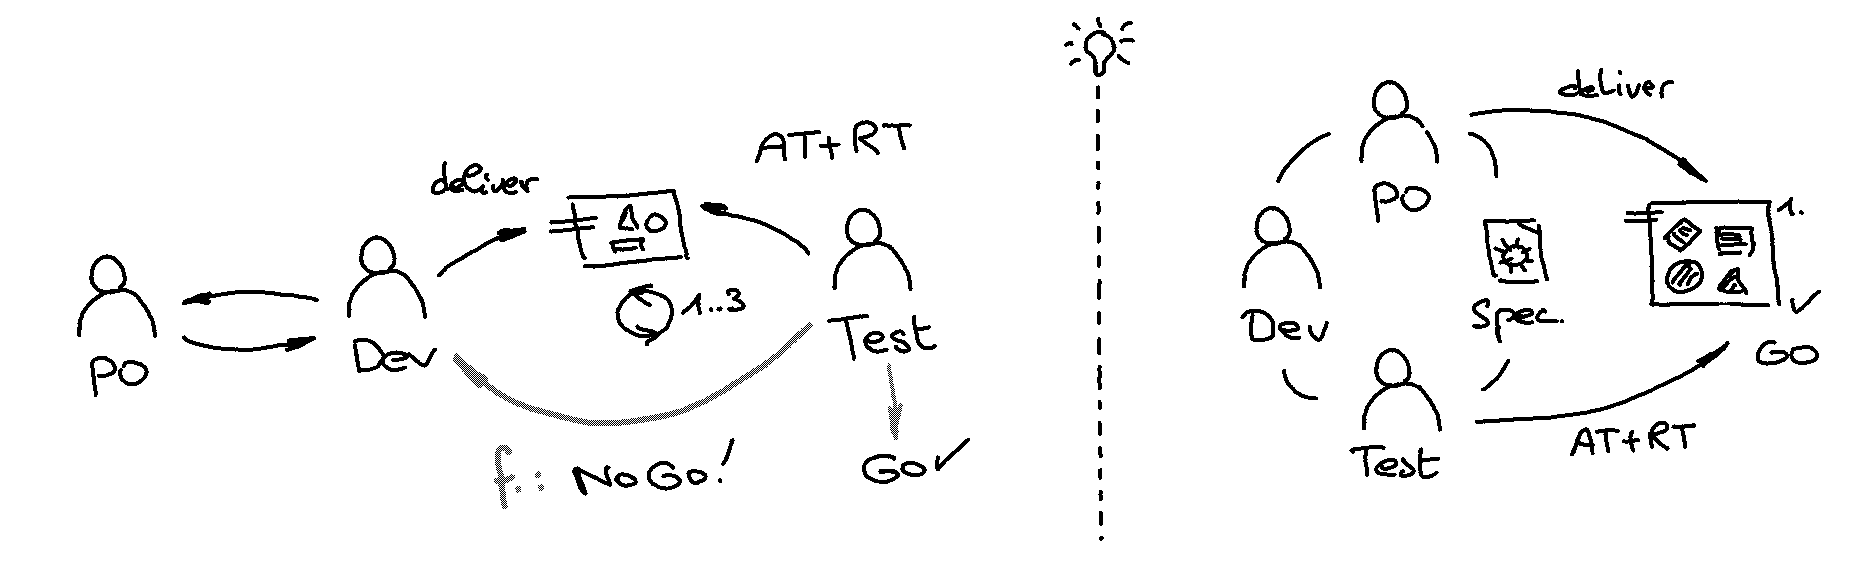 deliver
AT+RT
1..3
PO
Dev
Test
f.: NoGo!
Go✓
deliver
PO
1.
Dev
Spec.
✓
GO
Test
AT+RT